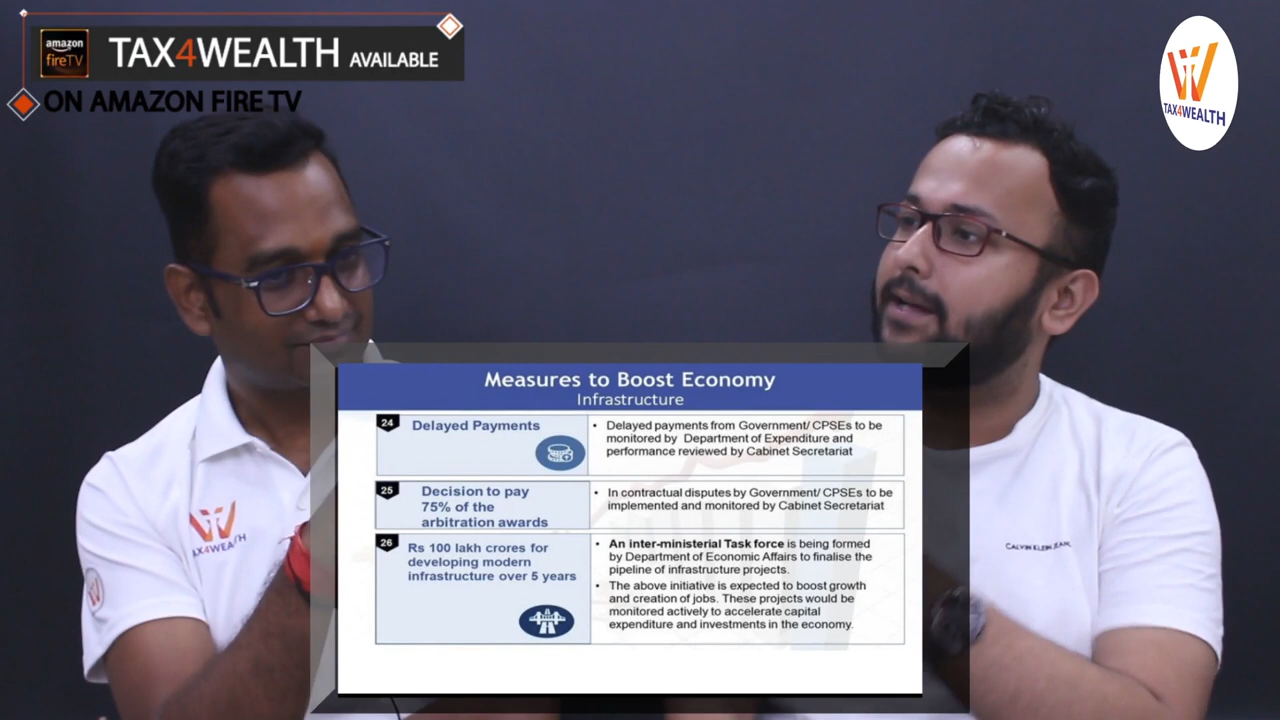 amazon
fireTV
TAX4WEALTH AVAILABLE
ON AMAZON FIRE TV
TAX4WEALTH
Measures to Boost Economy
Infrastructure
24
Delayed Payments
• Delayed payments from Government/ CPSEs to be
monitored by Department of Expenditure and
performance reviewed by Cabinet Secretariat
25
Decision to pay
75% of the
arbitration awards
• In contractual disputes by Government/ CPSEs to be
implemented and monitored by Cabinet Secretariat
26
Rs 100 lakh crores for
developing modern
infrastructure over 5 years
• An inter-ministerial Task force is being formed
by Department of Economic Affairs to finalise the
pipeline of infrastructure projects.
• The above initiative is expected to boost growth
and creation of jobs. These projects would be
monitored actively to accelerate capital
expenditure and investments in the economy.
TAX4WEALTH
CALVIN KLEIN JEANS